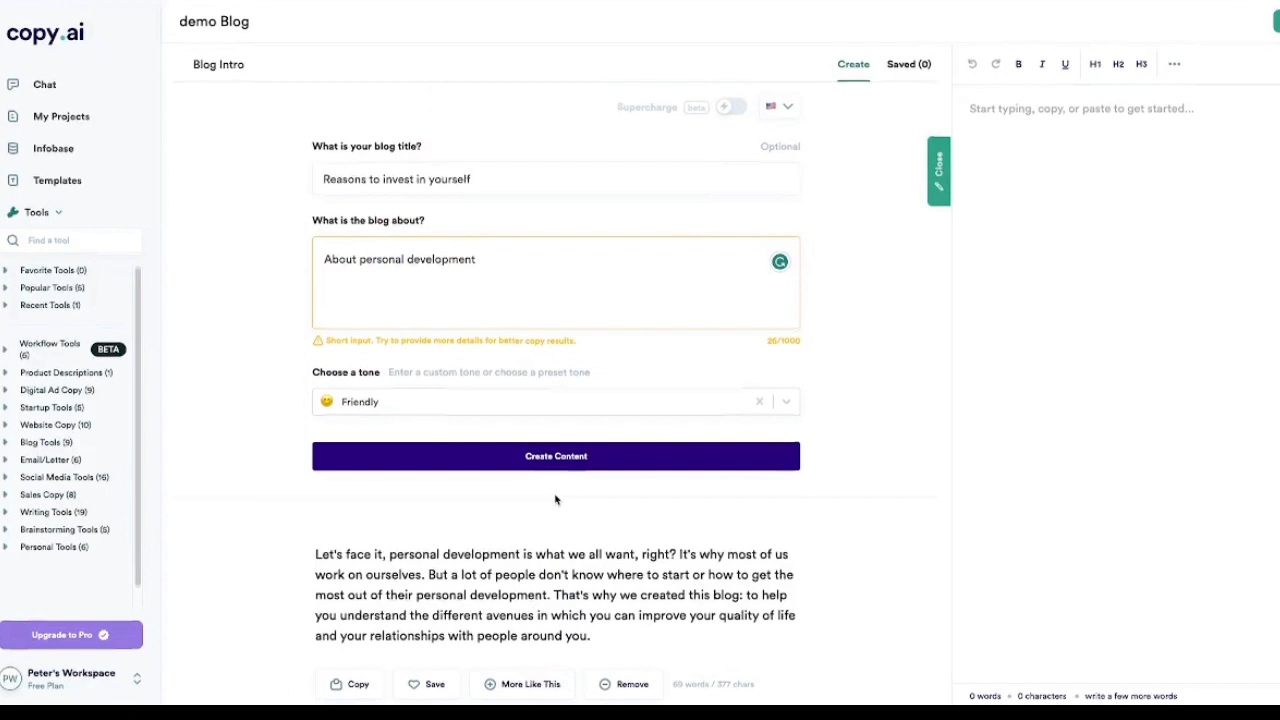 copy.ai
demo Blog
Blog Intro
Create
Saved (0)
B I U H1 H2 H3
Chat
My Projects
Infobase
Templates
Tools
Find a tool
Favorite Tools (0)
Popular Tools (5)
Recent Tools (1)
Workflow Tools
(6)
BETA
Product Descriptions (1)
Digital Ad Copy (9)
Startup Tools (5)
Website Copy (10)
Blog Tools (9)
Email/Letter (6)
Social Media Tools (16)
Sales Copy (8)
Writing Tools (19)
Brainstorming Tools (5)
Personal Tools (6)
Upgrade to Pro
PW
Peter's Workspace
Free Plan
Supercharge beta
What is your blog title?
Optional
Reasons to invest in yourself
What is the blog about?
About personal development
Short input. Try to provide more details for better copy results.
26/1000
Choose a tone
Enter a custom tone or choose a preset tone
Friendly
Create Content
Let's face it, personal development is what we all want, right? It's why most of us
work on ourselves. But a lot of people don't know where to start or how to get the
most out of their personal development. That's why we created this blog: to help
you understand the different avenues in which you can improve your quality of life
and your relationships with people around you.
Copy
Save
More Like This
Remove
69 words / 377 chars
Close
Start typing, copy, or paste to get started...
0 words • 0 characters • write a few more words